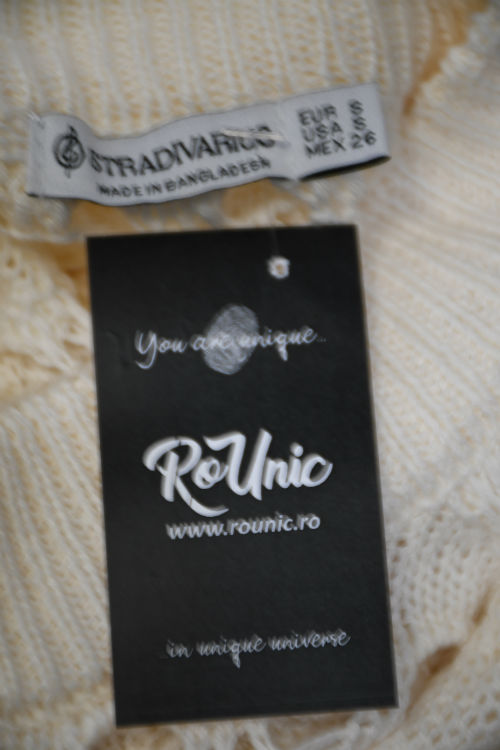 STRADIVARIUS
MADE IN BANGLADESH
EUR S
USA S
MEX 26
You are unique...
RoUnic
www.rounic.ro
...in unique universe